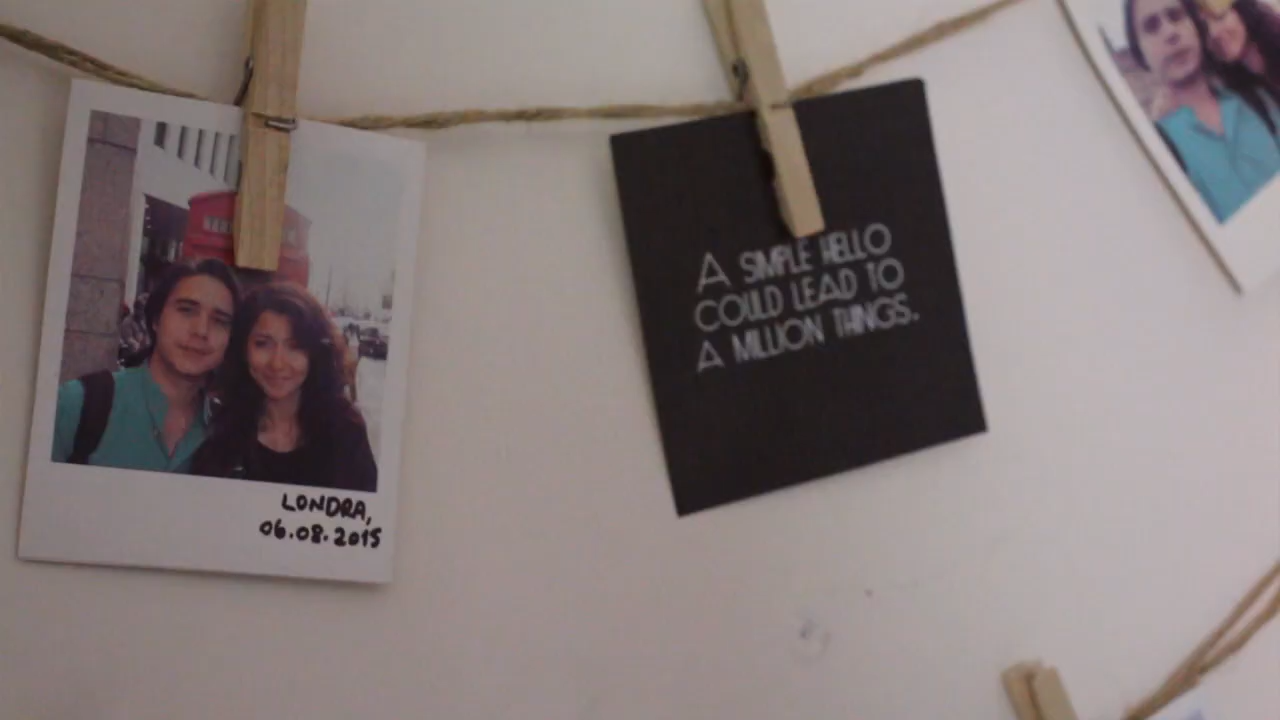 LONDRA,
06.08.2015
A SIMPLE HELLO
COULD LEAD TO
A MILLION THINGS.